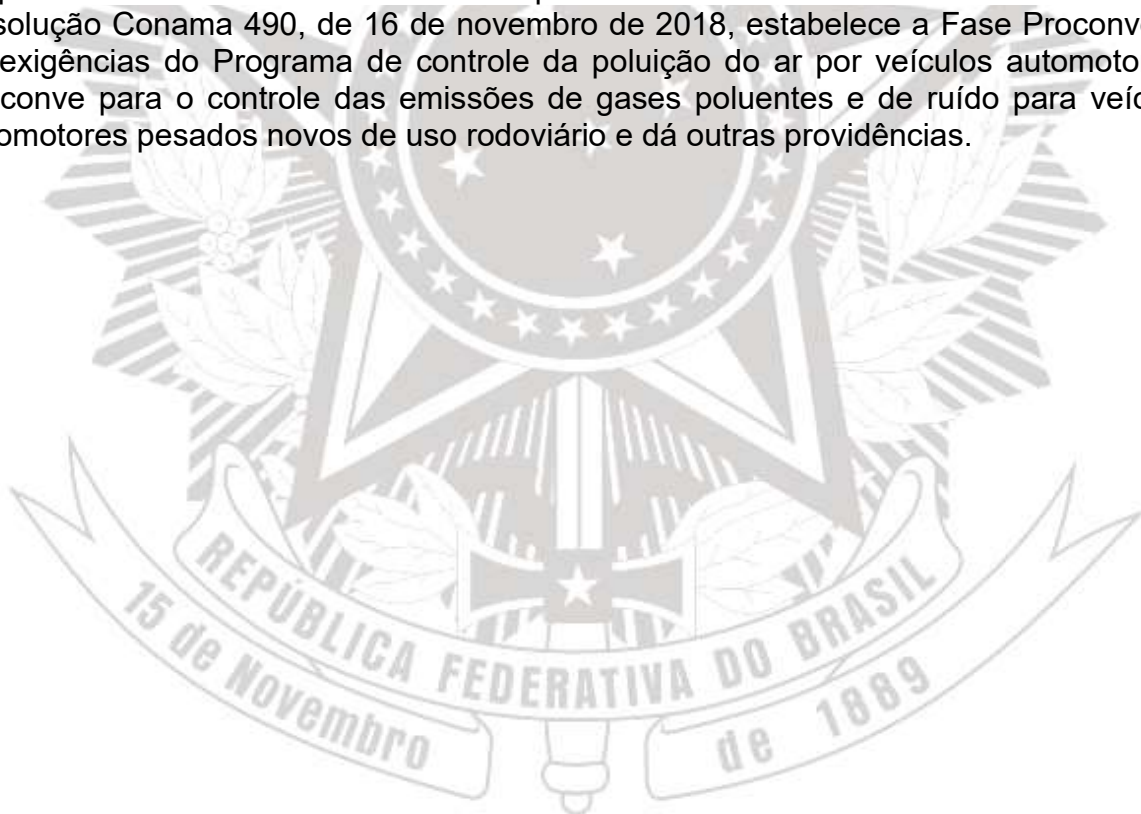 solução Conama 490, de 16 de novembro de 2018, estabelece a Fase Proconv
exigências do Programa de controle da poluição do ar por veículos automoto
conve para o controle das emissões de gases poluentes e de ruído para veíc
omotores pesados novos de uso rodoviário e dá outras providências.
REPÚBLICA FEDERATIVA DO BRASIL
15 de Novembro
de 1889